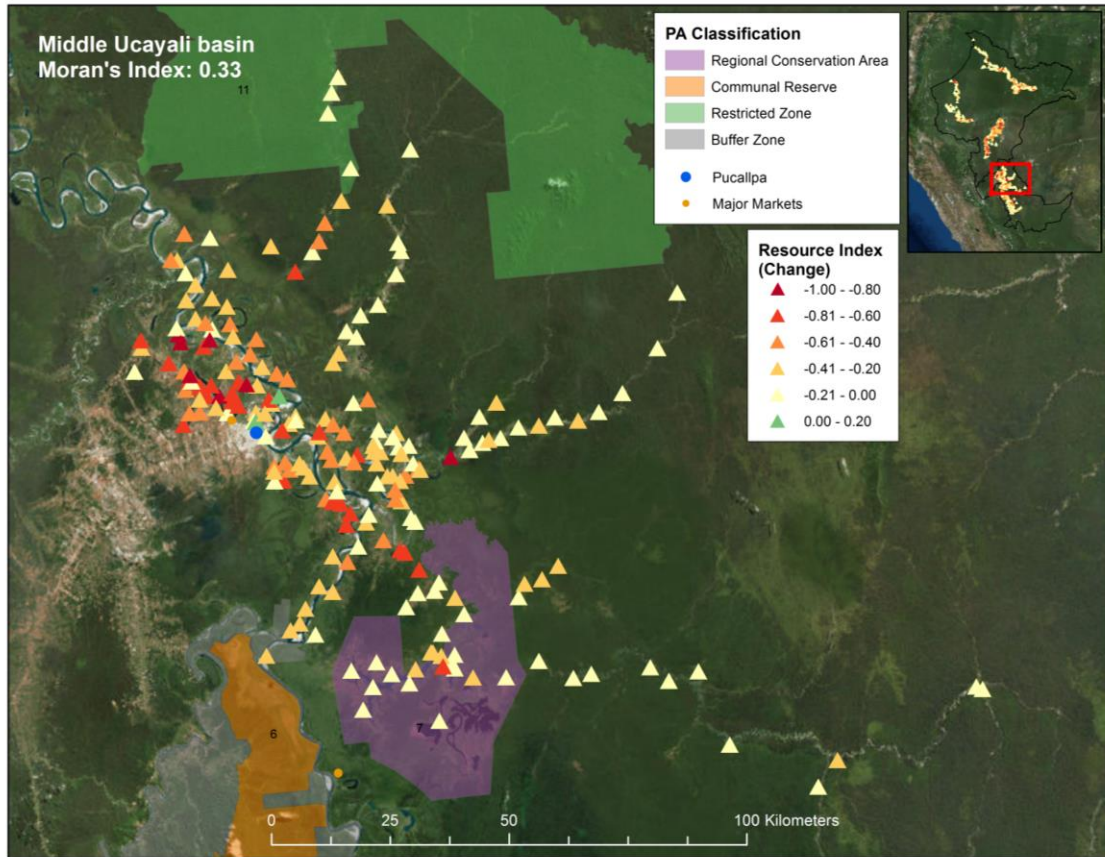 Middle Ucayali basin
Moran's Index: 0.33
11
PA Classification
Regional Conservation Area
Communal Reserve
Restricted Zone
Buffer Zone
Pucallpa
Major Markets
Resource Index
(Change)
-1.00 - -0.80
-0.81 - -0.60
-0.61 - -0.40
-0.41 - -0.20
-0.21 - 0.00
0.00 - 0.20
7
6
0 25 50 100 Kilometers